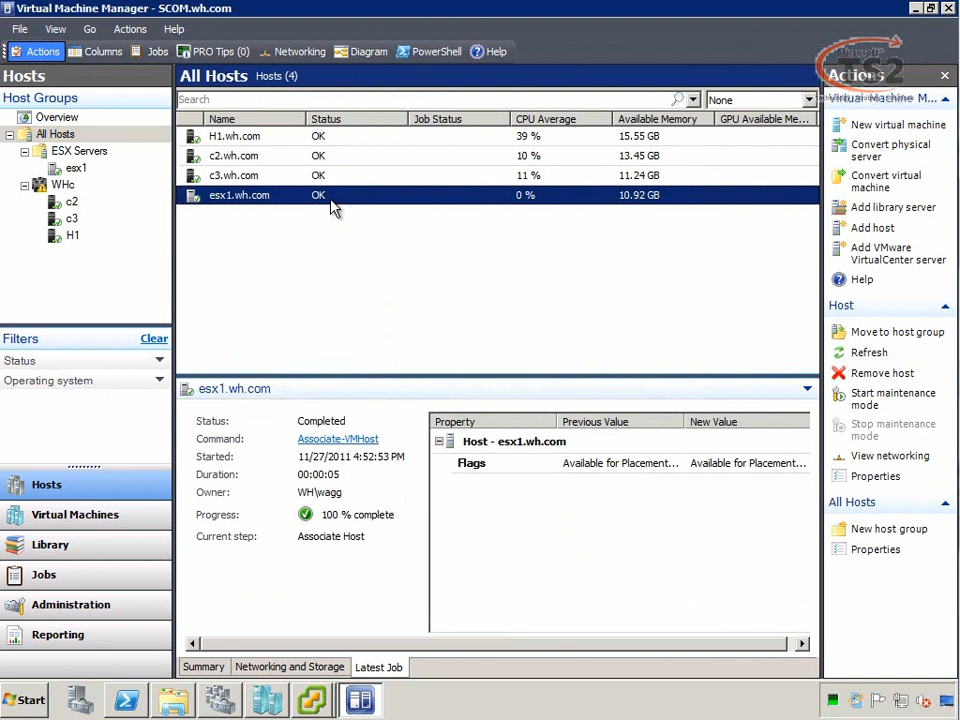 Virtual Machine Manager - SCOM.wh.com
File View Go Actions Help
Actions Columns Jobs PRO Tips (0) Networking Diagram PowerShell Help
Hosts
Host Groups
Overview
All Hosts
ESX Servers
esx1
WHc
c2
c3
H1
Filters
Clear
Status
Operating system
Hosts
Virtual Machines
Library
Jobs
Administration
Reporting
All Hosts Hosts (4)
Search
None
Name Status Job Status CPU Average Available Memory GPU Available Me...
H1.wh.com OK 39 % 15.55 GB
c2.wh.com OK 10 % 13.45 GB
c3.wh.com OK 11 % 11.24 GB
esx1.wh.com OK 0 % 10.92 GB
esx1.wh.com
Status: Completed
Command: Associate-VMHost
Started: 11/27/2011 4:52:53 PM
Duration: 00:00:05
Owner: WH\wagg
Progress: 100 % complete
Current step: Associate Host
Property Previous Value New Value
Host - esx1.wh.com
Flags Available for Placement... Available for Placement...
Summary Networking and Storage Latest Job
Microsoft
TS2
Actions
Virtual Machine M...
New virtual machine
Convert physical
server
Convert virtual
machine
Add library server
Add host
Add VMware
VirtualCenter server
Help
Host
Move to host group
Refresh
Remove host
Start maintenance
mode
Stop maintenance
mode
View networking
Properties
All Hosts
New host group
Properties
Start